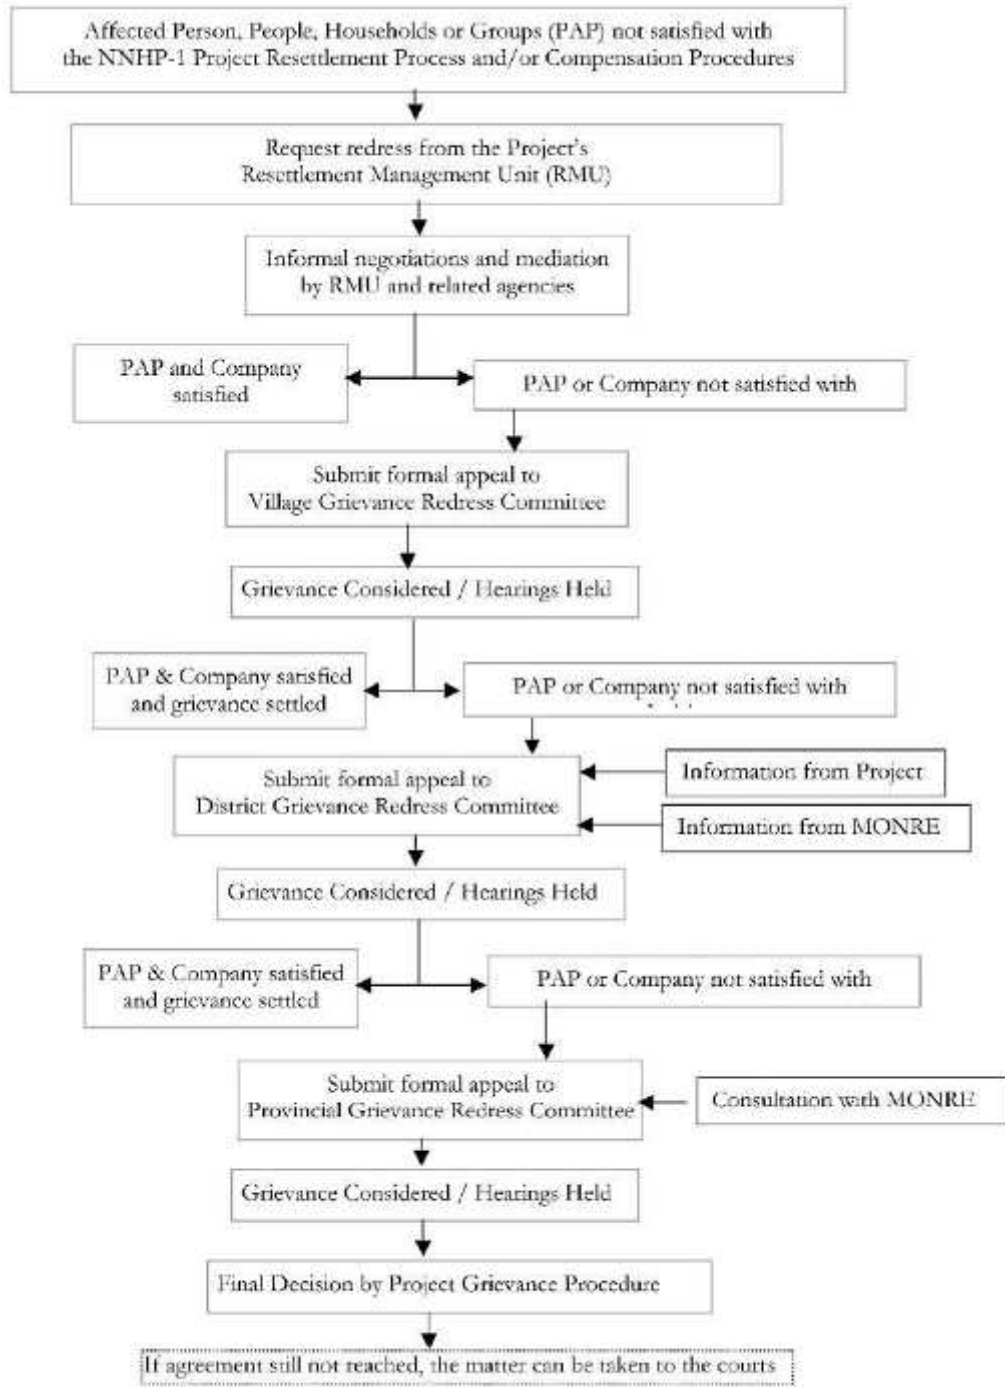 Affected Person, People, Households or Groups (PAP) not satisfied with
the NNHP-1 Project Resettlement Process and/or Compensation Procedures
Request redress from the Project's
Resettlement Management Unit (RMU)
Informal negotiations and mediation
by RMU and related agencies
PAP and Company
satisfied
PAP or Company not satisfied with
Submit formal appeal to
Village Grievance Redress Committee
Grievance Considered / Hearings Held
PAP & Company satisfied
and grievance settled
PAP or Company not satisfied with
Submit formal appeal to
District Grievance Redress Committee
Information from Project
Information from MONRE
Grievance Considered / Hearings Held
PAP & Company satisfied
and grievance settled
PAP or Company not satisfied with
Submit formal appeal to
Provincial Grievance Redress Committee
Consultation with MONRE
Grievance Considered / Hearings Held
Final Decision by Project Grievance Procedure
If agreement still not reached, the matter can be taken to the courts